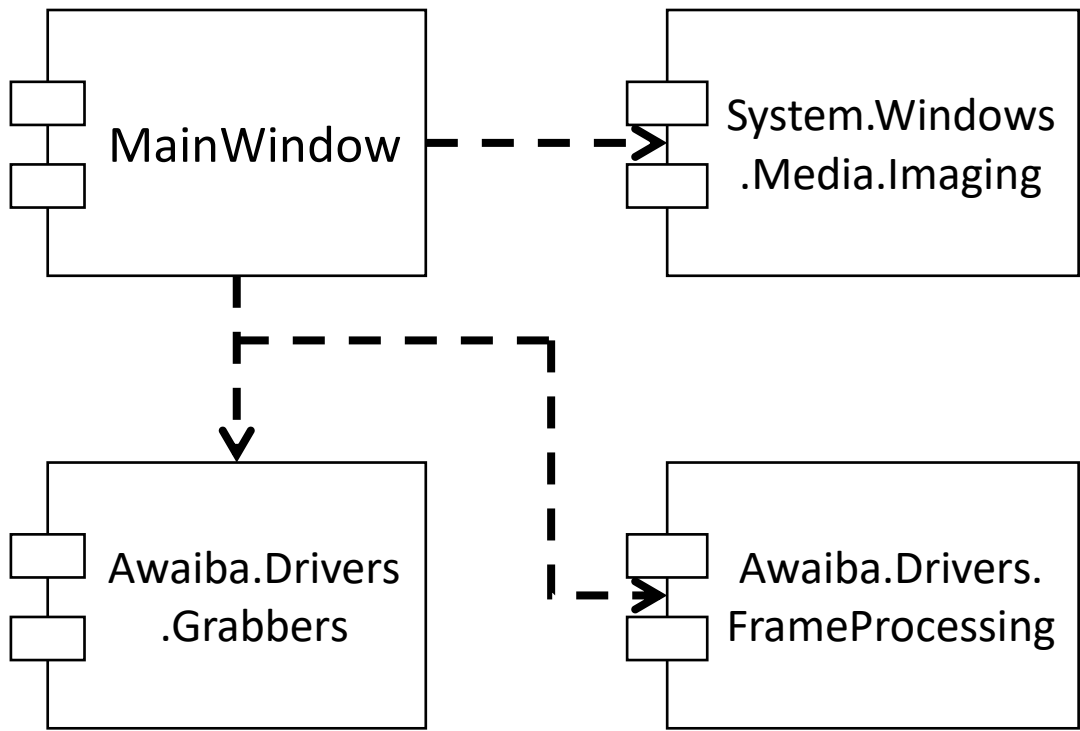 MainWindow
System.Windows
.Media.Imaging
Awaiba.Drivers
.Grabbers
Awaiba.Drivers.
FrameProcessing